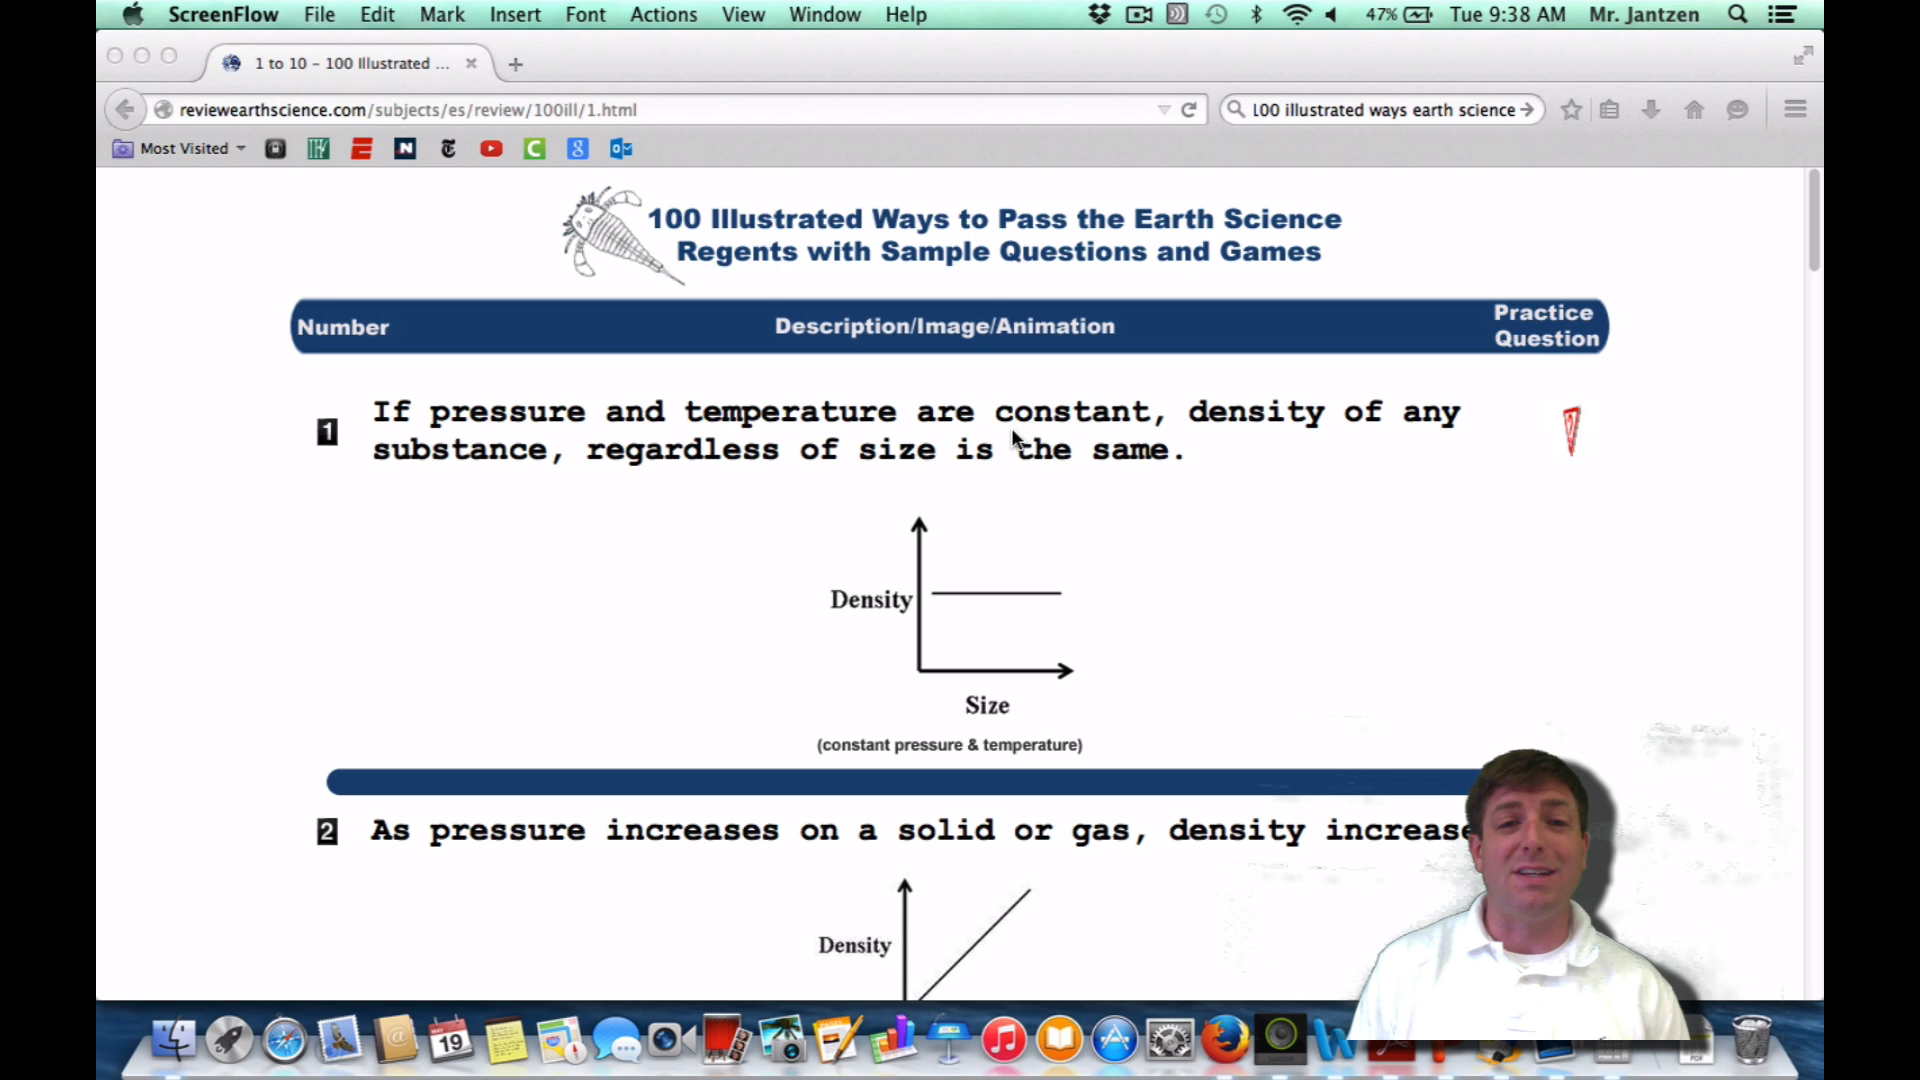 ScreenFlow File Edit Mark Insert Font Actions View Window Help 47% Tue 9:38 AM Mr. Jantzen
1 to 10 – 100 Illustrated ...
reviewearthscience.com/subjects/es/review/100ill/1.html
100 illustrated ways earth science
Most Visited
100 Illustrated Ways to Pass the Earth Science
Regents with Sample Questions and Games
Number Description/Image/Animation Practice Question
1 If pressure and temperature are constant, density of any
substance, regardless of size is the same.
Density
Size
(constant pressure & temperature)
2 As pressure increases on a solid or gas, density increase
Density
MAY
19